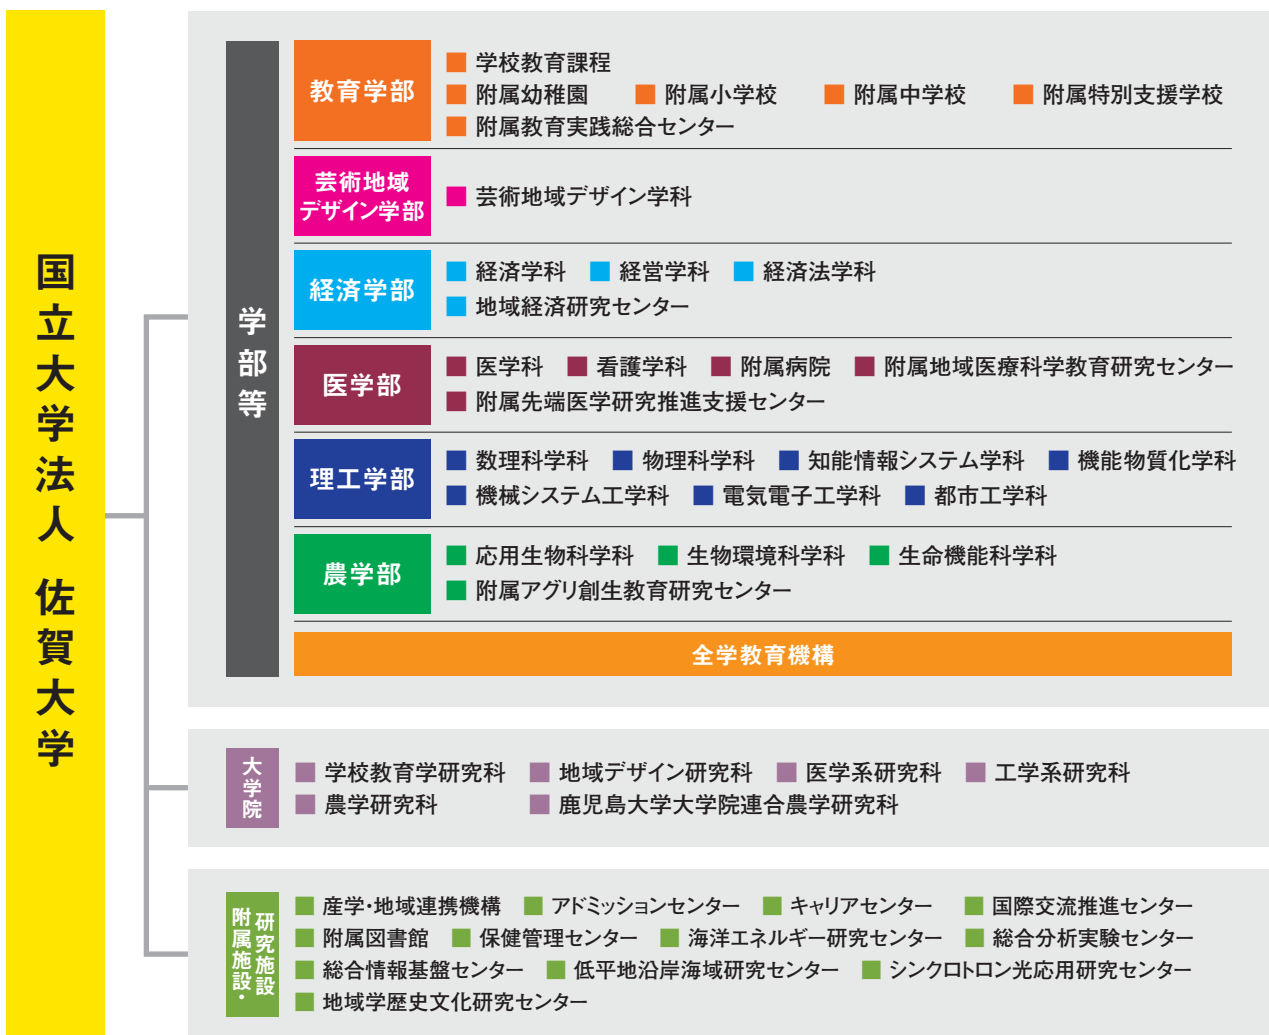 国立大学法人 佐賀大学
学部等
教育学部
■ 学校教育課程
■ 附属幼稚園 ■ 附属小学校 ■ 附属中学校 ■ 附属特別支援学校
■ 附属教育実践総合センター
芸術地域
デザイン学部
■ 芸術地域デザイン学科
経済学部
■ 経済学科 ■ 経営学科 ■ 経済法学科
■ 地域経済研究センター
医学部
■ 医学科 ■ 看護学科 ■ 附属病院 ■ 附属地域医療科学教育研究センター
■ 附属先端医学研究推進支援センター
理工学部
■ 数理科学科 ■ 物理科学科 ■ 知能情報システム学科 ■ 機能物質化学科
■ 機械システム工学科 ■ 電気電子工学科 ■ 都市工学科
農学部
■ 応用生物科学科 ■ 生物環境科学科 ■ 生命機能科学科
■ 附属アグリ創生教育研究センター
全学教育機構
大学院
■ 学校教育学研究科 ■ 地域デザイン研究科 ■ 医学系研究科 ■ 工学系研究科
■ 農学研究科 ■ 鹿児島大学大学院連合農学研究科
研究施設
附属施設・
■ 産学・地域連携機構 ■ アドミッションセンター ■ キャリアセンター ■ 国際交流推進センター
■ 附属図書館 ■ 保健管理センター ■ 海洋エネルギー研究センター ■ 総合分析実験センター
■ 総合情報基盤センター ■ 低平地沿岸海域研究センター ■ シンクロトロン光応用研究センター
■ 地域学歴史文化研究センター